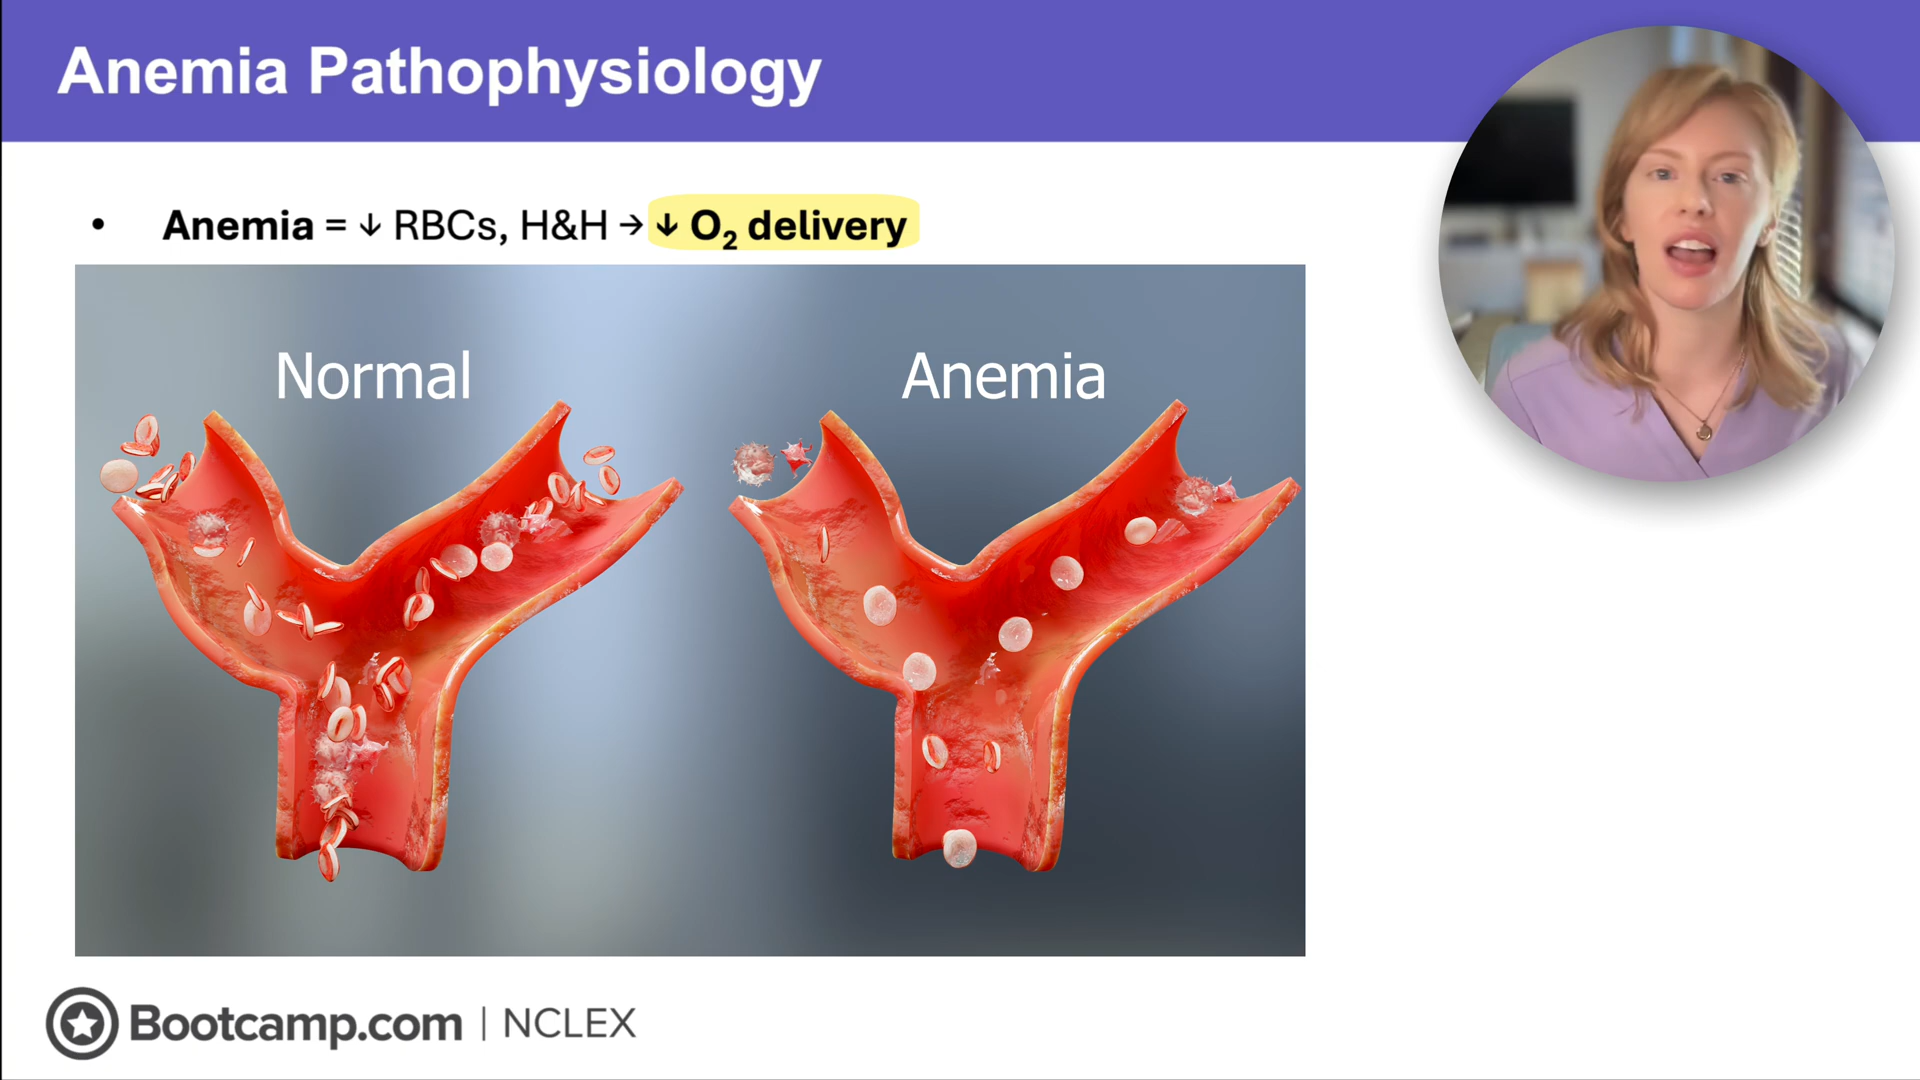 Anemia Pathophysiology
• Anemia = ↓ RBCs, H&H → ↓ O₂ delivery
Normal
Anemia
Bootcamp.com | NCLEX